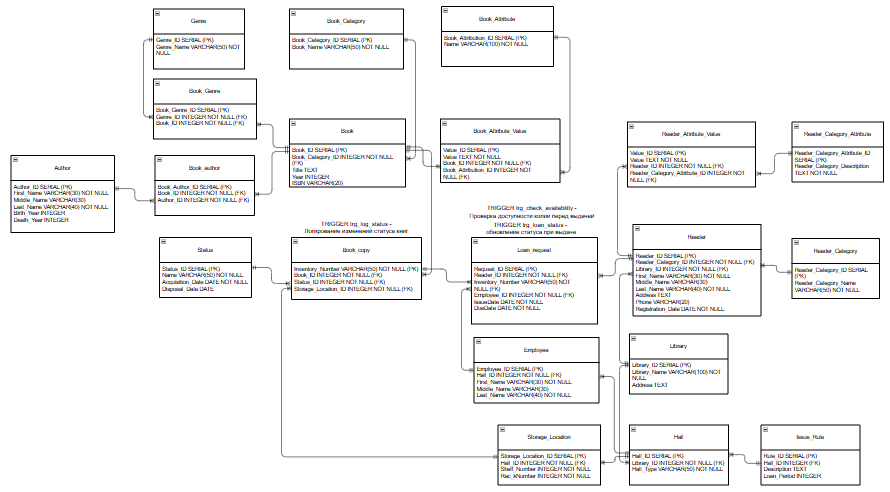 Genre
Genre_ID SERIAL (PK)
Genre_Name VARCHAR(50) NOT
NULL
Book_Category
Book_Category_ID SERIAL (PK)
Book_Name VARCHAR(50) NOT NULL
Book_Attribute
Book_Attribution_ID SERIAL (PK)
Name VARCHAR(100) NOT NULL
Book_Genre
Book_Genre_ID SERIAL (PK)
Genre_ID INTEGER NOT NULL (FK)
Book_ID INTEGER NOT NULL (FK)
Book
Book_ID SERIAL (PK)
Book_Category_ID INTEGER NOT NULL
(FK)
Title TEXT
Year INTEGER
ISBN VARCHAR(20)
Book_Attribute_Value
Value_ID SERIAL (PK)
Value TEXT NOT NULL
Book_ID INTEGER NOT NULL (FK)
Book_Attribution_ID INTEGER NOT
NULL (FK)
Reader_Attribute_Value
Value_ID SERIAL (PK)
Value TEXT NOT NULL
Reader_ID INTEGER NOT NULL (FK)
Reader_Category_Attribute_ID INTEGER NOT
NULL (FK)
Reader_Category_Attribute
Reader_Category_Attribute_ID
SERIAL (PK)
Reader_Category_Description
TEXT NOT NULL
Author
Author_ID SERIAL (PK)
First_Name VARCHAR(30) NOT NULL
Middle_Name VARCHAR(30)
Last_Name VARCHAR(40) NOT NULL
Birth_Year INTEGER
Death_Year INTEGER
Book_author
Book_Author_ID SERIAL (PK)
Book_ID INTEGER NOT NULL (FK)
Author_ID INTEGER NOT NULL (FK)
TRIGGER trg_log_status -
Логирование изменений статуса книг
TRIGGER trg_check_availability -
Проверка доступности копии перед выдачей
TRIGGER trg_loan_status -
обновление статуса при выдаче
Status
Status_ID SERIAL (PK)
Name VARCHAR(50) NOT NULL
Acquisition_Date DATE NOT NULL
Disposal_Date DATE
Book_copy
Inventory_Number VARCHAR(50) NOT NULL (PK)
Book_ID INTEGER NOT NULL (FK)
Status_ID INTEGER NOT NULL (FK)
Storage_Location_ID INTEGER NOT NULL (FK)
Loan_request
Request_ID SERIAL (PK)
Reader_ID INTEGER NOT NULL (FK)
Inventory_Number VARCHAR(50) NOT
NULL (FK)
Employee_ID INTEGER NOT NULL (FK)
IssueDate DATE NOT NULL
DueDate DATE NOT NULL
Reader
Reader_ID SERIAL (PK)
Reader_Category_ID INTEGER NOT NULL (FK)
Library_ID INTEGER NOT NULL (FK)
First_Name VARCHAR(30) NOT NULL
Middle_Name VARCHAR(30)
Last_Name VARCHAR(40) NOT NULL
Address TEXT
Phone VARCHAR(20)
Registration_Date DATE NOT NULL
Reader_Category
Reader_Category_ID SERIAL
(PK)
Reader_Category_Name
VARCHAR(50) NOT NULL
Employee
Employee_ID SERIAL (PK)
Hall_ID INTEGER NOT NULL (FK)
First_Name VARCHAR(30) NOT NULL
Middle_Name VARCHAR(30)
Last_Name VARCHAR(40) NOT NULL
Library
Library_ID SERIAL (PK)
Library_Name VARCHAR(100) NOT
NULL
Address TEXT
Storage_Location
Storage_Location_ID SERIAL (PK)
Hall_ID INTEGER NOT NULL (FK)
Shelf_Number INTEGER NOT NULL
Rac_kNumber INTEGER NOT NULL
Hall
Hall_ID SERIAL (PK)
Library_ID INTEGER NOT NULL (FK)
Hall_Type VARCHAR(50) NOT NULL
Issue_Rule
Rule_ID SERIAL (PK)
Hall_ID INTEGER (FK)
Description TEXT
Loan_Period INTEGER